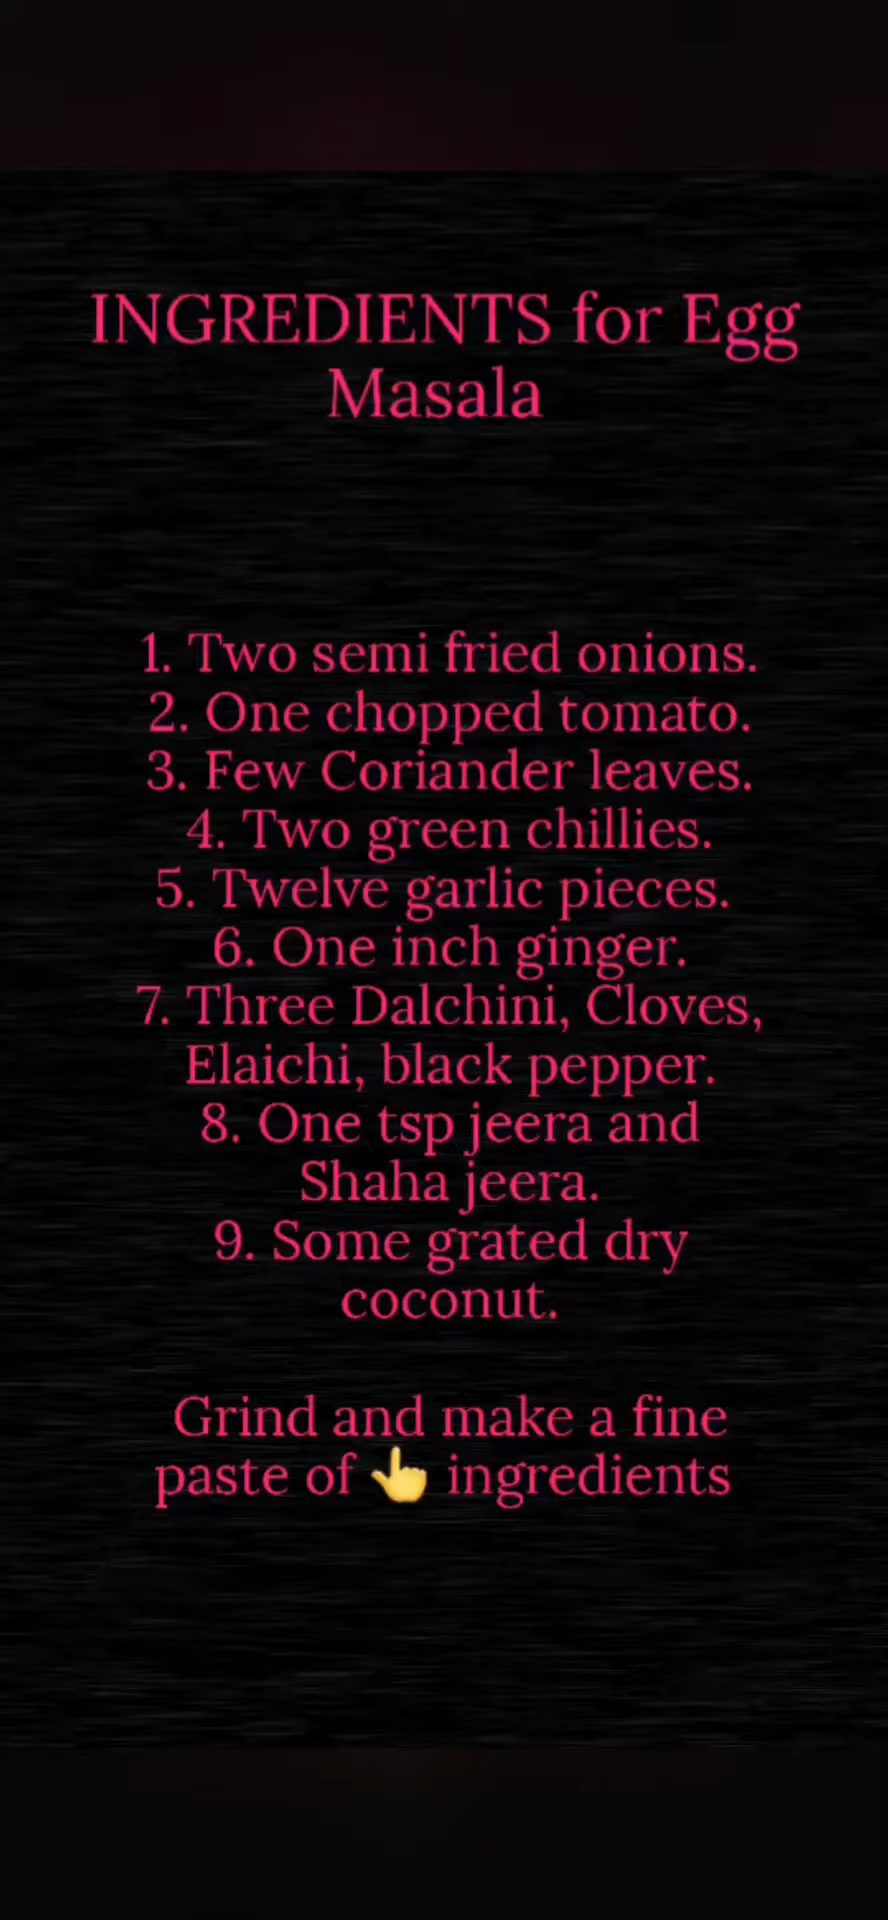 INGREDIENTS for Egg
Masala
1. Two semi fried onions.
2. One chopped tomato.
3. Few Coriander leaves.
4. Two green chillies.
5. Twelve garlic pieces.
6. One inch ginger.
7. Three Dalchini, Cloves,
Elaichi, black pepper.
8. One tsp jeera and
Shaha jeera.
9. Some grated dry
coconut.
Grind and make a fine
paste of 👆 ingredients